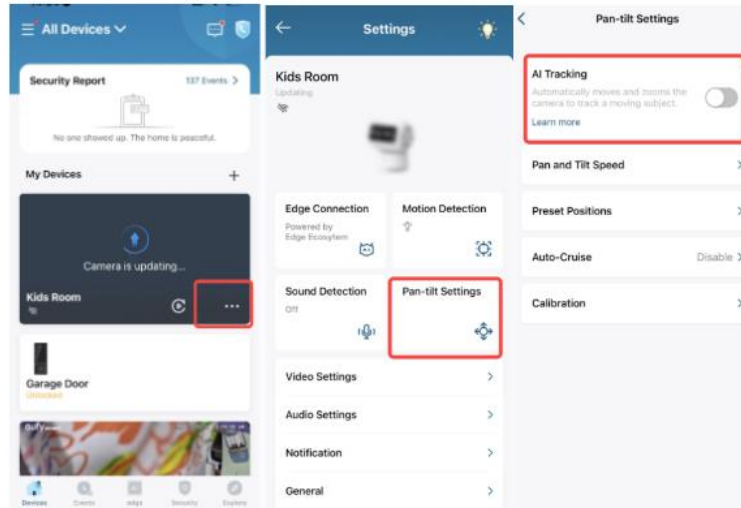 All Devices
Security Report
137 Events >
No one showed up. The home is peaceful.
My Devices
+
Camera is updating...
Kids Room
Garage Door
Unlocked
eufy
Devices
Events
edge
Security
Explore
Settings
Kids Room
Updating
Edge Connection
Powered by
Edge Ecosytem
Motion Detection
Sound Detection
Off
Pan-tilt Settings
Video Settings >
Audio Settings >
Notification >
General >
Pan-tilt Settings
AI Tracking
Automatically moves and zooms the
camera to track a moving subject.
Learn more
Pan and Tilt Speed >
Preset Positions >
Auto-Cruise Disable >
Calibration >